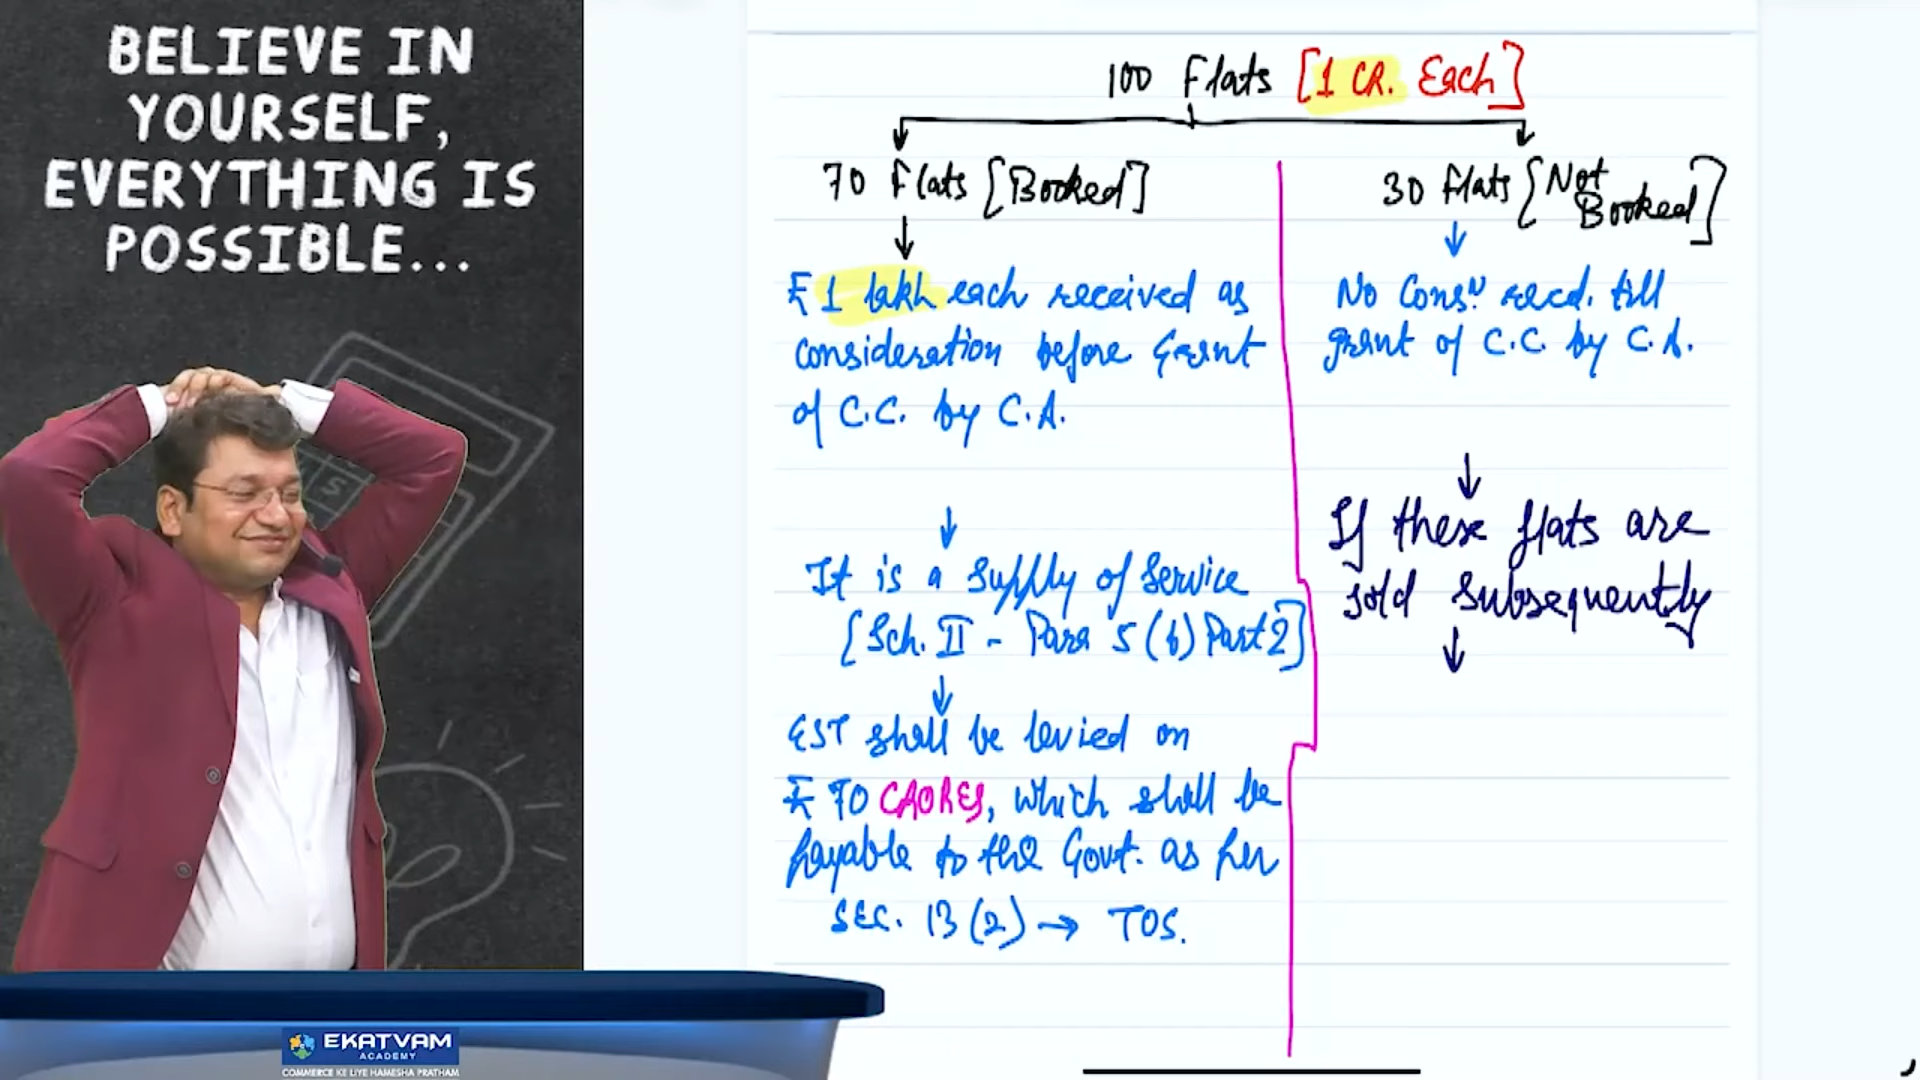 BELIEVE IN
YOURSELF,
EVERYTHING IS
POSSIBLE...
EKATVAM
ACADEMY
COMMERCE KE LIYE HAMESHA PRATHAM
100 Flats [1 CR. Each]
70 Flats [Booked]
₹ 1 lakh each received as
consideration before Grant
of C.C. by C.A.
It is a supply of service
[Sch. II - Para 5 (b) Part 2]
GST shall be levied on
₹ 70 CRORES, which shall be
payable to the Govt. as per
SEC. 13 (2) → TOS.
30 flats [Not
Booked]
No Consⁿ. recd. till
grant of C.C. by C.A.
If these flats are
sold subsequently